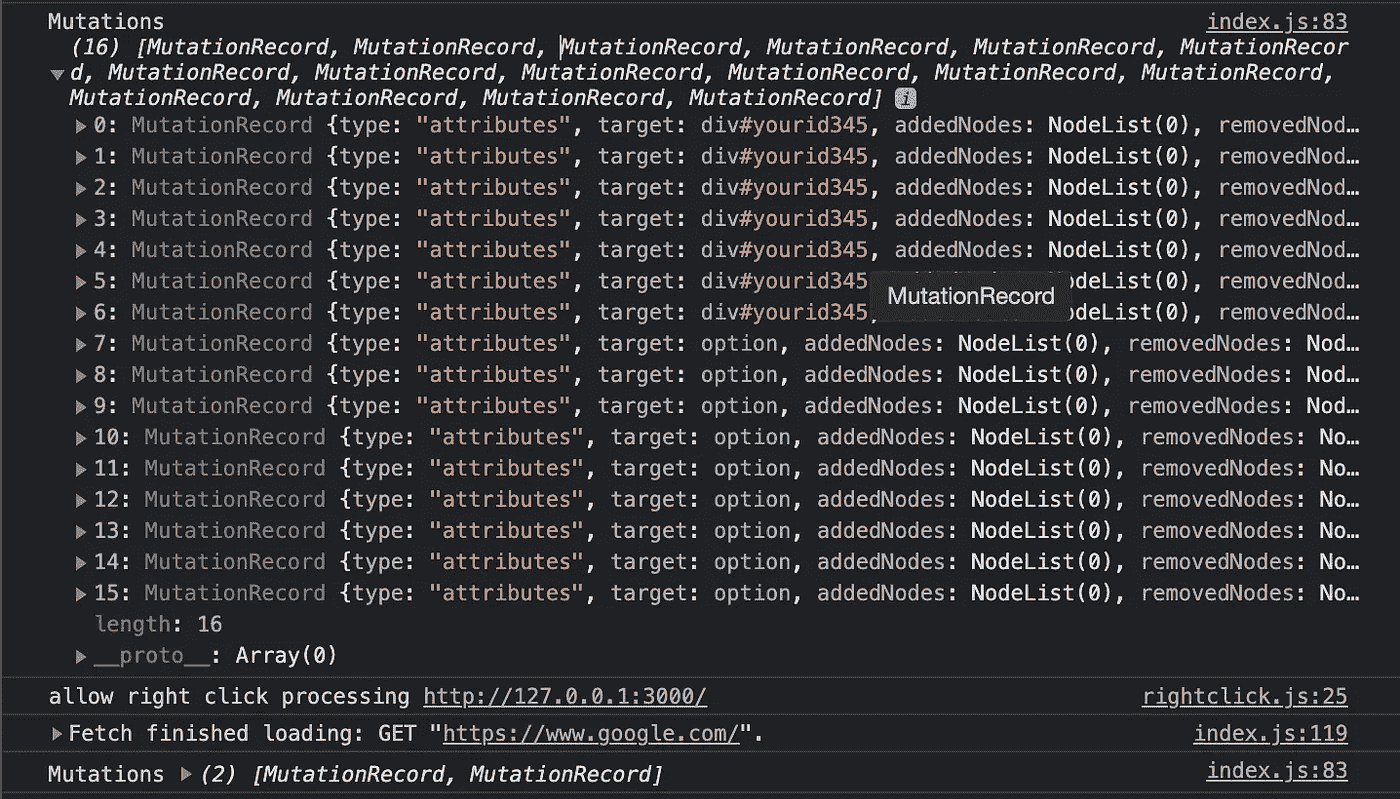 Mutations index.js:83
(16) [MutationRecord, MutationRecord, MutationRecord, MutationRecord, MutationRecord, MutationRecor
d, MutationRecord, MutationRecord, MutationRecord, MutationRecord, MutationRecord, MutationRecord,
MutationRecord, MutationRecord, MutationRecord, MutationRecord] i
0: MutationRecord {type: "attributes", target: div#yourid345, addedNodes: NodeList(0), removedNod…
1: MutationRecord {type: "attributes", target: div#yourid345, addedNodes: NodeList(0), removedNod…
2: MutationRecord {type: "attributes", target: div#yourid345, addedNodes: NodeList(0), removedNod…
3: MutationRecord {type: "attributes", target: div#yourid345, addedNodes: NodeList(0), removedNod…
4: MutationRecord {type: "attributes", target: div#yourid345, addedNodes: NodeList(0), removedNod…
5: MutationRecord {type: "attributes", target: div#yourid345 odeList(0), removedNod…
MutationRecord
6: MutationRecord {type: "attributes", target: div#yourid345, odeList(0), removedNod…
7: MutationRecord {type: "attributes", target: option, addedNodes: NodeList(0), removedNodes: Nod…
8: MutationRecord {type: "attributes", target: option, addedNodes: NodeList(0), removedNodes: Nod…
9: MutationRecord {type: "attributes", target: option, addedNodes: NodeList(0), removedNodes: Nod…
10: MutationRecord {type: "attributes", target: option, addedNodes: NodeList(0), removedNodes: No…
11: MutationRecord {type: "attributes", target: option, addedNodes: NodeList(0), removedNodes: No…
12: MutationRecord {type: "attributes", target: option, addedNodes: NodeList(0), removedNodes: No…
13: MutationRecord {type: "attributes", target: option, addedNodes: NodeList(0), removedNodes: No…
14: MutationRecord {type: "attributes", target: option, addedNodes: NodeList(0), removedNodes: No…
15: MutationRecord {type: "attributes", target: option, addedNodes: NodeList(0), removedNodes: No…
length: 16
__proto__: Array(0)
allow right click processing http://127.0.0.1:3000/ rightclick.js:25
Fetch finished loading: GET "https://www.google.com/". index.js:119
Mutations (2) [MutationRecord, MutationRecord] index.js:83